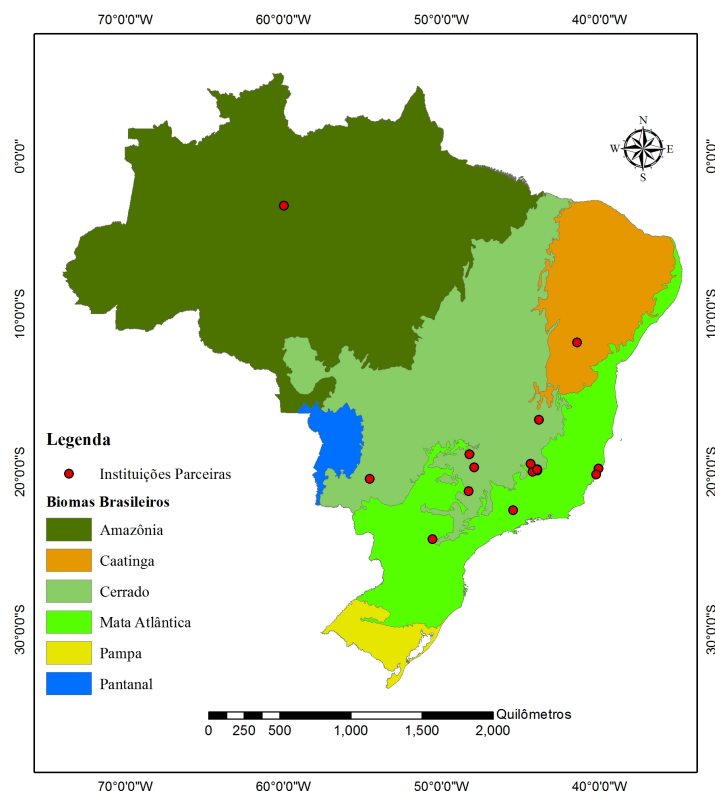 70°0'0"W 60°0'0"W 50°0'0"W 40°0'0"W
0°0'0"
10°0'0"S
20°0'0"S
30°0'0"S
0°0'0"
10°0'0"S
20°0'0"S
30°0'0"S
N
W E
S
Legenda
Instituições Parceiras
Biomas Brasileiros
Amazônia
Caatinga
Cerrado
Mata Atlântica
Pampa
Pantanal
Quilômetros
0 250 500 1,000 1,500 2,000
70°0'0"W 60°0'0"W 50°0'0"W 40°0'0"W